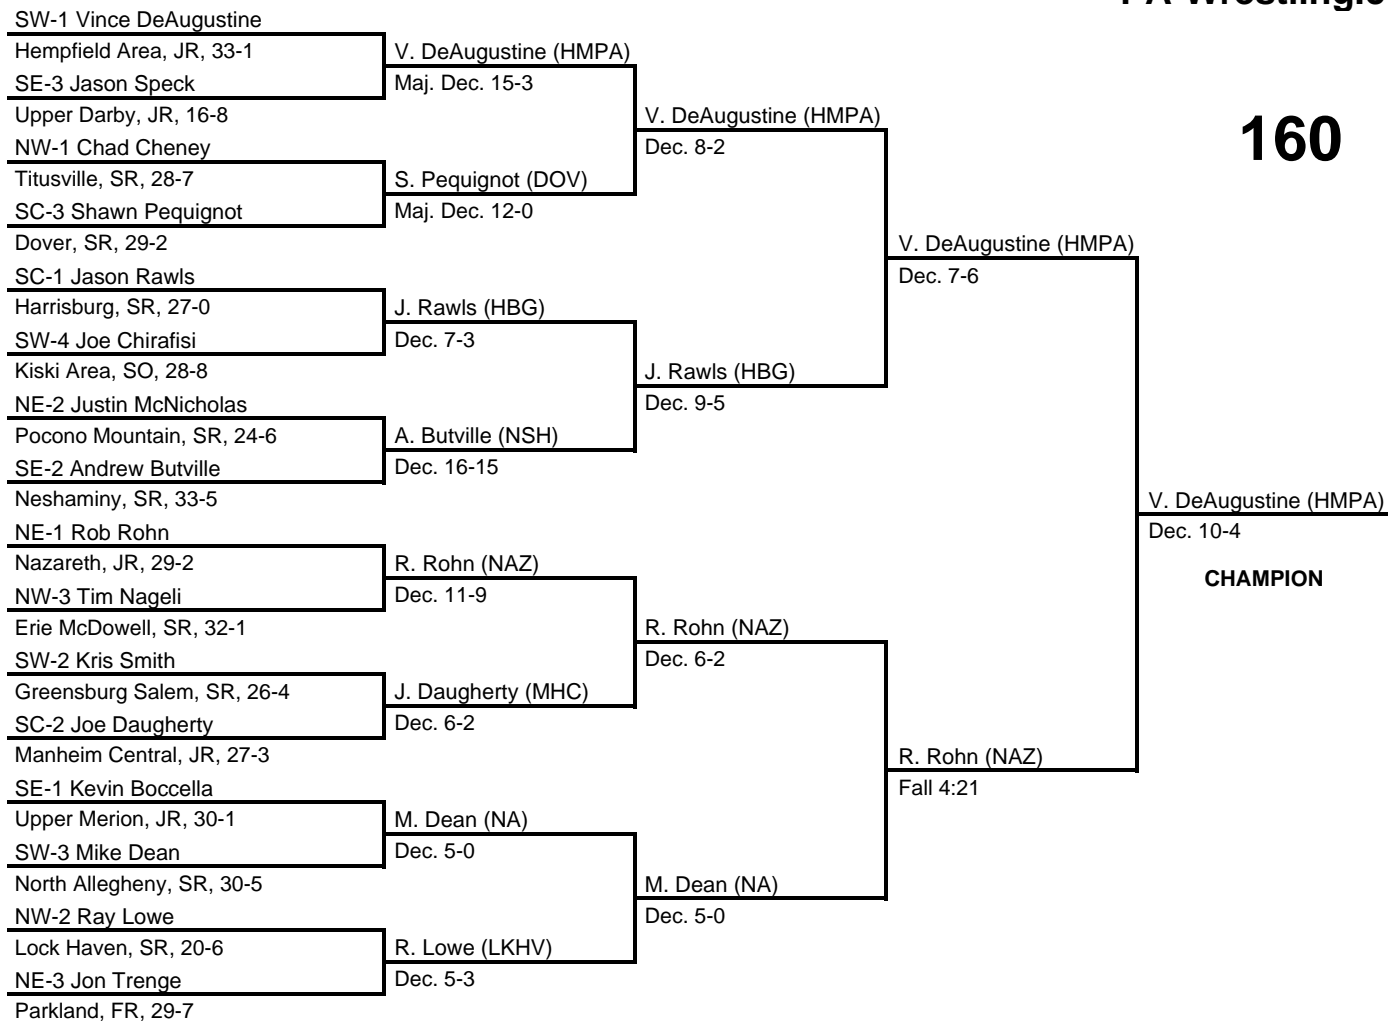 SW-1 Vince DeAugustine
Hempfield Area, JR, 33-1
SE-3 Jason Speck
Upper Darby, JR, 16-8
NW-1 Chad Cheney
Titusville, SR, 28-7
SC-3 Shawn Pequignot
Dover, SR, 29-2
SC-1 Jason Rawls
Harrisburg, SR, 27-0
SW-4 Joe Chirafisi
Kiski Area, SO, 28-8
NE-2 Justin McNicholas
Pocono Mountain, SR, 24-6
SE-2 Andrew Butville
Neshaminy, SR, 33-5
NE-1 Rob Rohn
Nazareth, JR, 29-2
NW-3 Tim Nageli
Erie McDowell, SR, 32-1
SW-2 Kris Smith
Greensburg Salem, SR, 26-4
SC-2 Joe Daugherty
Manheim Central, JR, 27-3
SE-1 Kevin Boccella
Upper Merion, JR, 30-1
SW-3 Mike Dean
North Allegheny, SR, 30-5
NW-2 Ray Lowe
Lock Haven, SR, 20-6
NE-3 Jon Trenge
Parkland, FR, 29-7
V. DeAugustine (HMPA)
Maj. Dec. 15-3
S. Pequignot (DOV)
Maj. Dec. 12-0
J. Rawls (HBG)
Dec. 7-3
A. Butville (NSH)
Dec. 16-15
R. Rohn (NAZ)
Dec. 11-9
J. Daugherty (MHC)
Dec. 6-2
M. Dean (NA)
Dec. 5-0
R. Lowe (LKHV)
Dec. 5-3
V. DeAugustine (HMPA)
Dec. 8-2
J. Rawls (HBG)
Dec. 9-5
R. Rohn (NAZ)
Dec. 6-2
M. Dean (NA)
Dec. 5-0
V. DeAugustine (HMPA)
Dec. 7-6
R. Rohn (NAZ)
Fall 4:21
160
V. DeAugustine (HMPA)
Dec. 10-4
CHAMPION